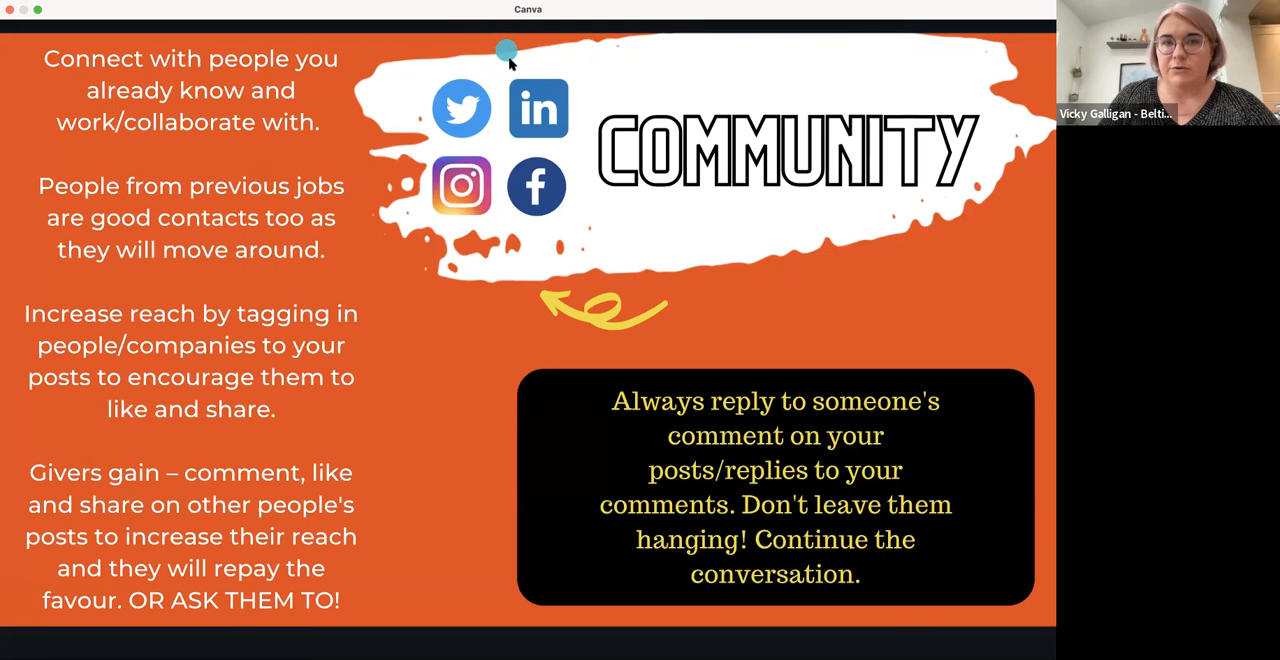 Canva
Connect with people you
already know and
work/collaborate with.
People from previous jobs
are good contacts too as
they will move around.
Increase reach by tagging in
people/companies to your
posts to encourage them to
like and share.
Givers gain – comment, like
and share on other people's
posts to increase their reach
and they will repay the
favour. OR ASK THEM TO!
in
f
COMMUNITY
Always reply to someone's
comment on your
posts/replies to your
comments. Don't leave them
hanging! Continue the
conversation.
Vicky Galligan - Belti...